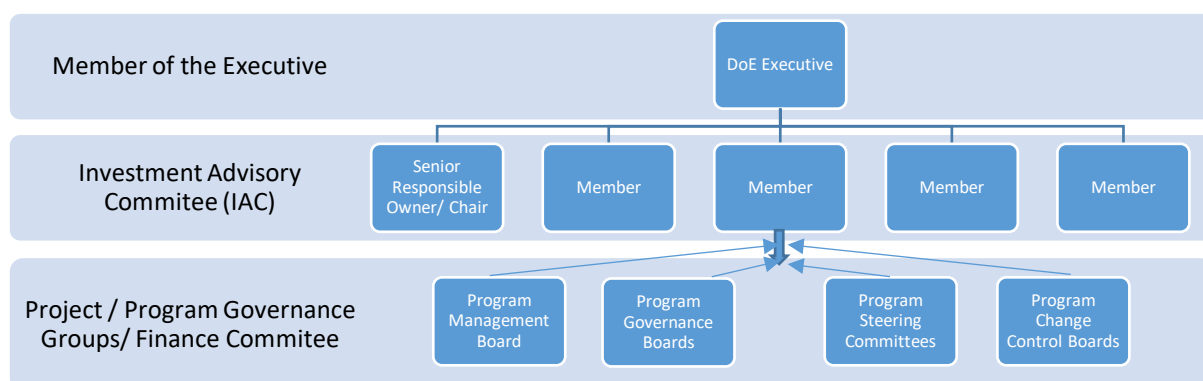 Member of the Executive
DoE Executive
Investment Advisory
Commitee (IAC)
Senior
Responsible
Owner/ Chair
Member
Member
Member
Member
Project / Program Governance
Groups/ Finance Commitee
Program
Management
Board
Program
Governance
Boards
Program
Steering
Committees
Program
Change
Control Boards